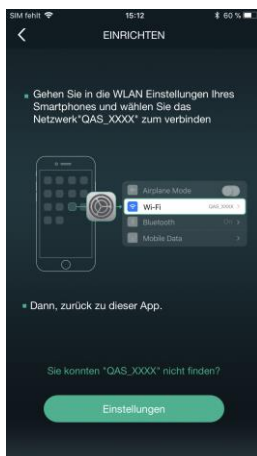 SIM fehlt 15:12 60 %
EINRICHTEN
Gehen Sie in die WLAN Einstellungen Ihres
Smartphones und wählen Sie das
Netzwerk"QAS_XXXX" zum verbinden
Airplane Mode
Wi-Fi QAS_XXXX
Bluetooth On
Mobile Data
Dann, zurück zu dieser App.
Sie konnten "QAS_XXXX" nicht finden?
Einstellungen